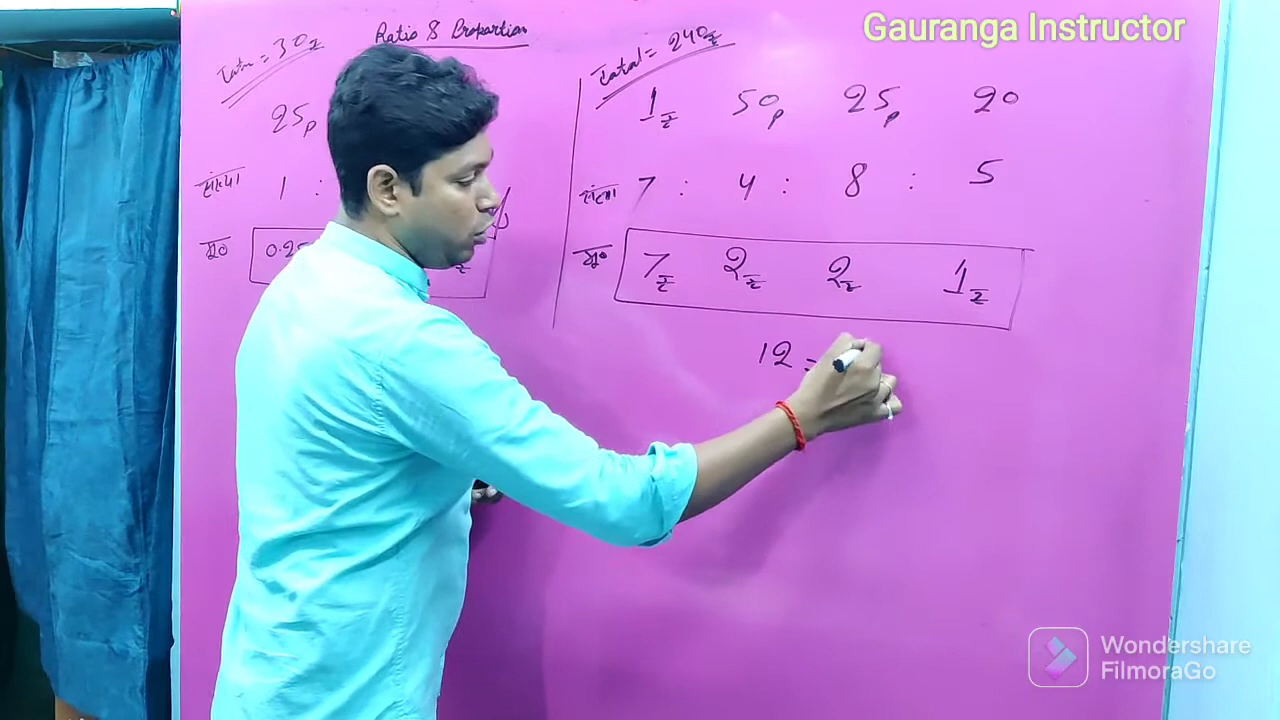 Gauranga Instructor
Ratio & Proportion
= 30₹
25p
1 :
0.25
Total = 240₹
1₹ 50p 25p 20
संख्या 7 : 4 : 8 : 5
मू० 7₹ 2₹ 2₹ 1₹
12 =
Wondershare
FilmoraGo